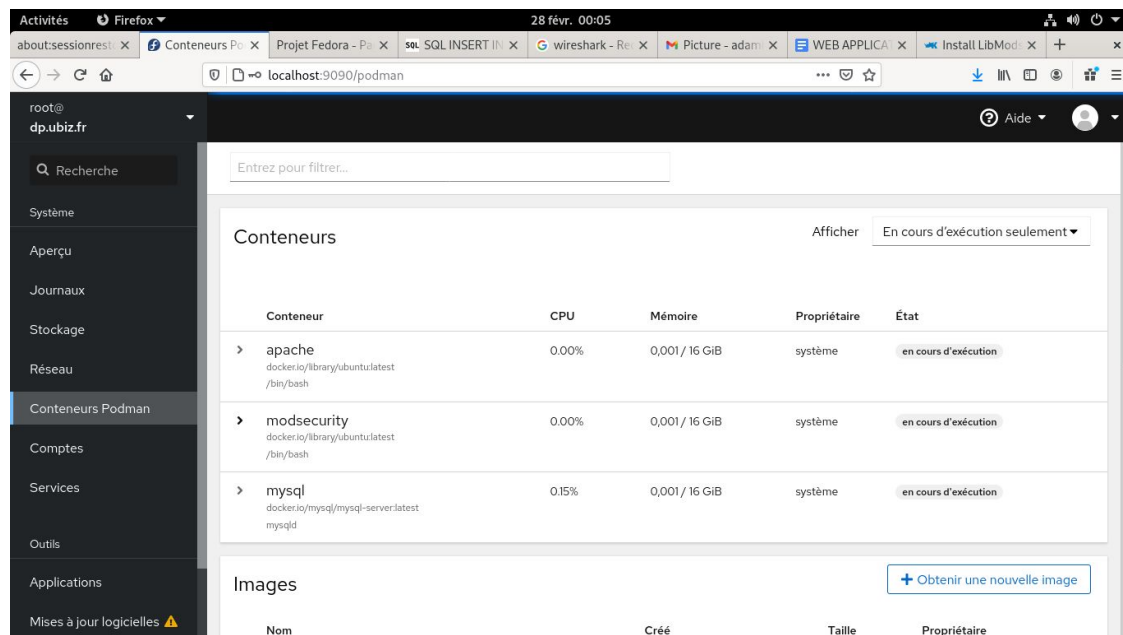 Activités Firefox 28 févr. 00:05
about:sessionrest Conteneurs Po Projet Fedora - Pa SQL SQL INSERT IN G wireshark - Re M Picture - adam WEB APPLICAT Install LibMod
localhost:9090/podman
root@
dp.ubiz.fr
Aide
Recherche
Entrez pour filtrer...
Système
Conteneurs
Afficher En cours d'exécution seulement
Aperçu
Journaux
Conteneur CPU Mémoire Propriétaire État
Stockage
apache 0.00% 0,001 / 16 GiB système en cours d'exécution
docker.io/library/ubuntu:latest
/bin/bash
Réseau
Conteneurs Podman
modsecurity 0.00% 0,001 / 16 GiB système en cours d'exécution
docker.io/library/ubuntu:latest
/bin/bash
Comptes
Services
mysql 0.15% 0,001 / 16 GiB système en cours d'exécution
docker.io/mysql/mysql-server:latest
mysqld
Outils
Applications
Images
+ Obtenir une nouvelle image
Mises à jour logicielles
Nom Créé Taille Propriétaire